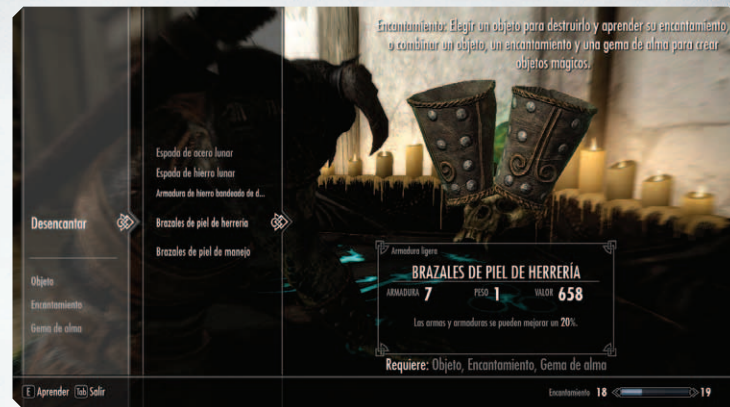 Encantamiento: Elegir un objeto para destruirlo y aprender su encantamiento,
o combinar un objeto, un encantamiento y una gema de alma para crear
objetos mágicos.
Desencantar
Objeto
Encantamiento
Gema de alma
Espada de acero lunar
Espada de hierro lunar
Armadura de hierro bandeada de d...
Brazales de piel de herrería
Brazales de piel de manejo
Armadura ligera
BRAZALES DE PIEL DE HERRERÍA
ARMADURA 7 PESO 1 VALOR 658
Las armas y armaduras se pueden mejorar un 20%.
Requiere: Objeto, Encantamiento, Gema de alma
E Aprender Tab Salir
Encantamiento 18 19